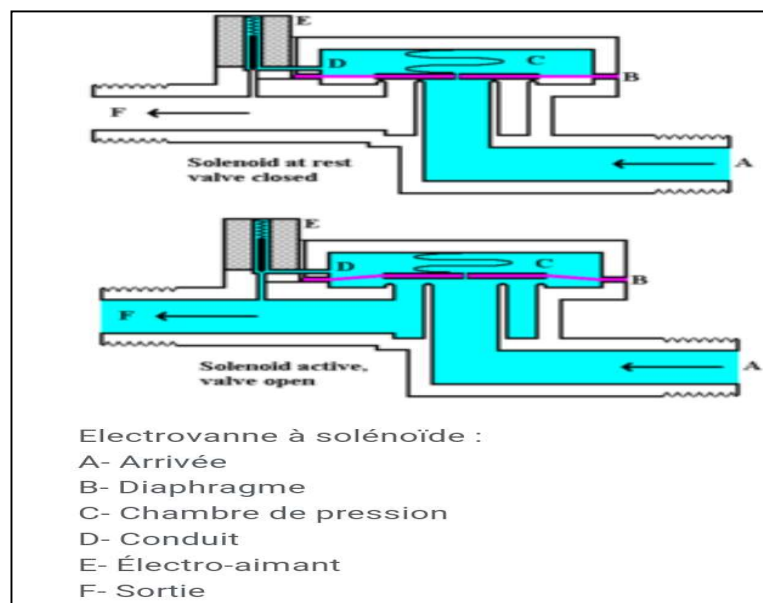 E
D
C
B
F
Solenoid at rest
valve closed
A
E
D
C
B
F
Solenoid active,
valve open
A
Electrovanne à solénoïde :
A- Arrivée
B- Diaphragme
C- Chambre de pression
D- Conduit
E- Électro-aimant
F- Sortie